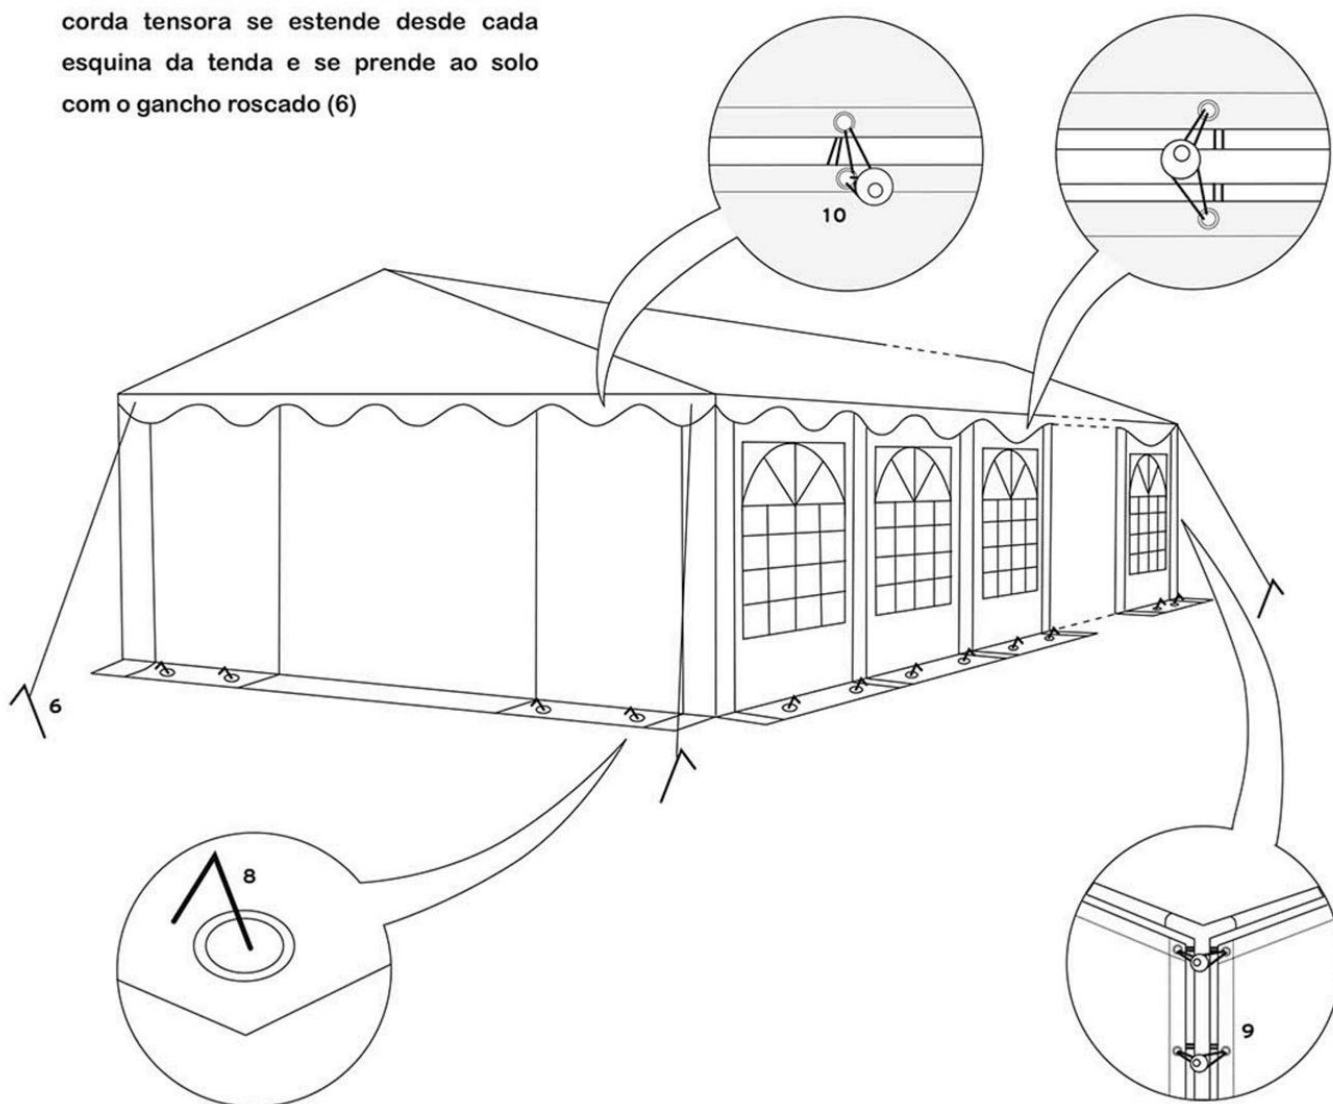 corda tensora se estende desde cada
esquina da tenda e se prende ao solo
com o gancho roscado (6)
10
6
8
9